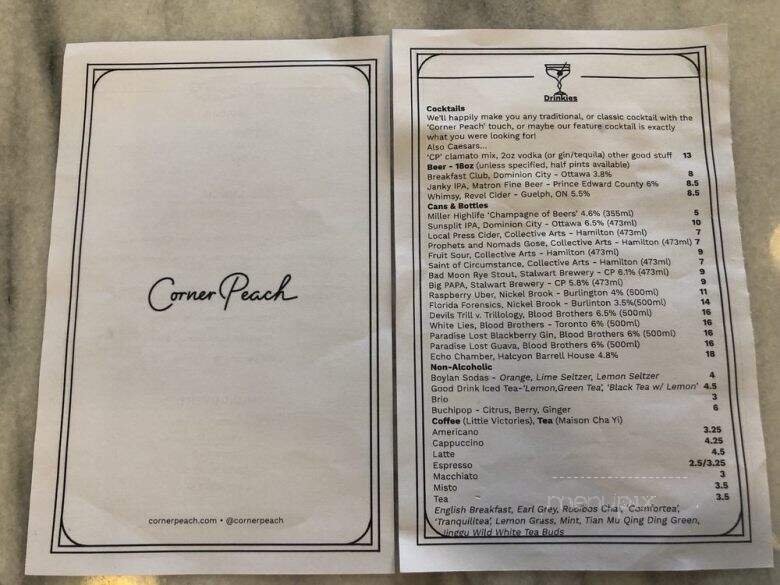 Corner Peach
cornerpeach.com • @cornerpeach
Drinkies
Cocktails
We'll happily make you any traditional, or classic cocktail with the
'Corner Peach' touch, or maybe our feature cocktail is exactly
what you were looking for!
Also Caesars...
'CP' clamato mix, 2oz vodka (or gin/tequila) other good stuff 13
Beer - 18oz (unless specified, half pints available)
Breakfast Club, Dominion City - Ottawa 3.8% 8
Janky IPA, Matron Fine Beer - Prince Edward County 6% 8.5
Whimsy, Revel Cider - Guelph, ON 5.5% 8.5
Cans & Bottles
Miller Highlife 'Champagne of Beers' 4.6% (355ml) 5
Sunsplit IPA, Dominion City - Ottawa 6.5% (473ml) 10
Local Press Cider, Collective Arts - Hamilton (473ml) 7
Prophets and Nomads Gose, Collective Arts - Hamilton (473ml) 7
Fruit Sour, Collective Arts - Hamilton (473ml) 9
Saint of Circumstance, Collective Arts - Hamilton (473ml) 7
Bad Moon Rye Stout, Stalwart Brewery - CP 6.1% (473ml) 9
Big PAPA, Stalwart Brewery - CP 5.8% (473ml) 9
Raspberry Uber, Nickel Brook - Burlington 4% (500ml) 11
Florida Forensics, Nickel Brook - Burlinton 3.5%(500ml) 14
Devils Trill v. Trillology, Blood Brothers 6.5% (500ml) 16
White Lies, Blood Brothers - Toronto 6% (500ml) 16
Paradise Lost Blackberry Gin, Blood Brothers 6% (500ml) 16
Paradise Lost Guava, Blood Brothers 6% (500ml) 16
Echo Chamber, Halcyon Barrell House 4.8% 18
Non-Alcoholic
Boylan Sodas - Orange, Lime Seltzer, Lemon Seltzer 4
Good Drink Iced Tea-'Lemon,Green Tea', 'Black Tea w/ Lemon' 4.5
Brio 3
Buchipop - Citrus, Berry, Ginger 6
Coffee (Little Victories), Tea (Maison Cha Yi)
Americano 3.25
Cappuccino 4.25
Latte 4.5
Espresso 2.5/3.25
Macchiato 3
Misto 3.5
Tea 3.5
English Breakfast, Earl Grey, Rooibos Chai, 'Comfortea',
'Tranquilitea', Lemon Grass, Mint, Tian Mu Qing Ding Green,
Jinggu Wild White Tea Buds
menupix